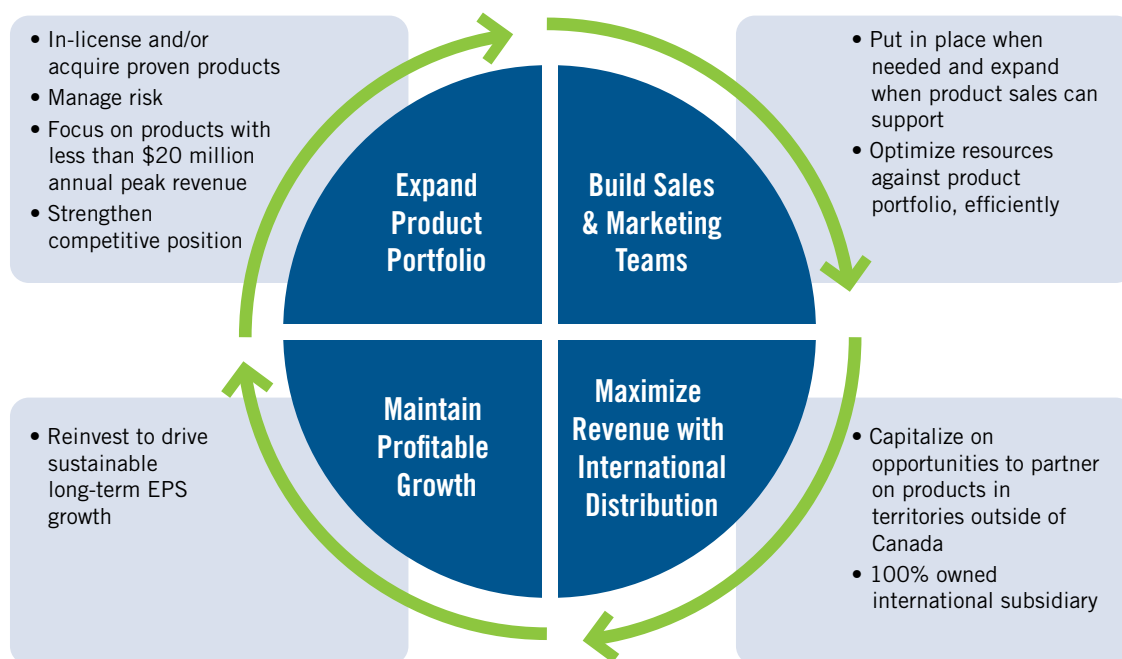 • In-license and/or
acquire proven products
• Manage risk
• Focus on products with
less than $20 million
annual peak revenue
• Strengthen
competitive position
Expand
Product
Portfolio
Build Sales
& Marketing
Teams
• Put in place when
needed and expand
when product sales can
support
• Optimize resources
against product
portfolio, efficiently
• Reinvest to drive
sustainable
long-term EPS
growth
Maintain
Profitable
Growth
Maximize
Revenue with
International
Distribution
• Capitalize on
opportunities to partner
on products in
territories outside of
Canada
• 100% owned
international subsidiary